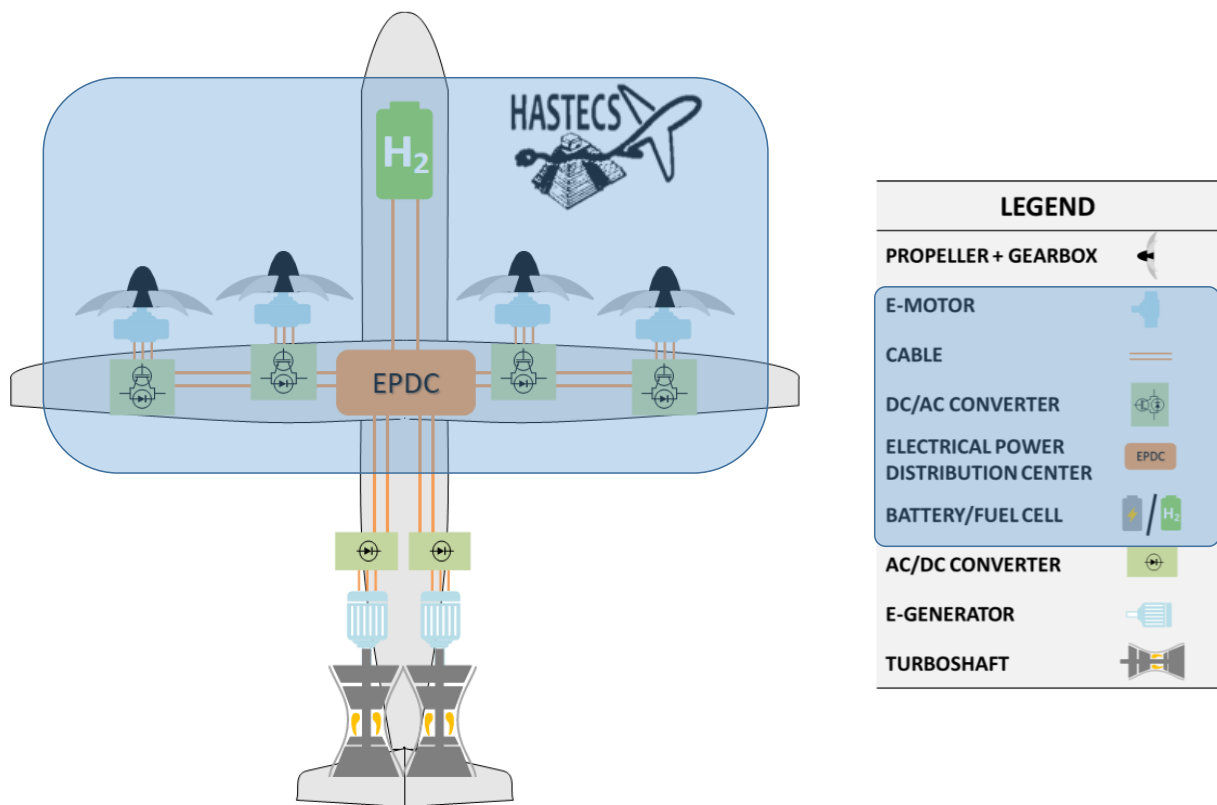 HASTECS
H2
EPDC
LEGEND
PROPELLER + GEARBOX
E-MOTOR
CABLE
DC/AC CONVERTER
ELECTRICAL POWER
DISTRIBUTION CENTER
EPDC
BATTERY/FUEL CELL
/
H2
AC/DC CONVERTER
E-GENERATOR
TURBOSHAFT